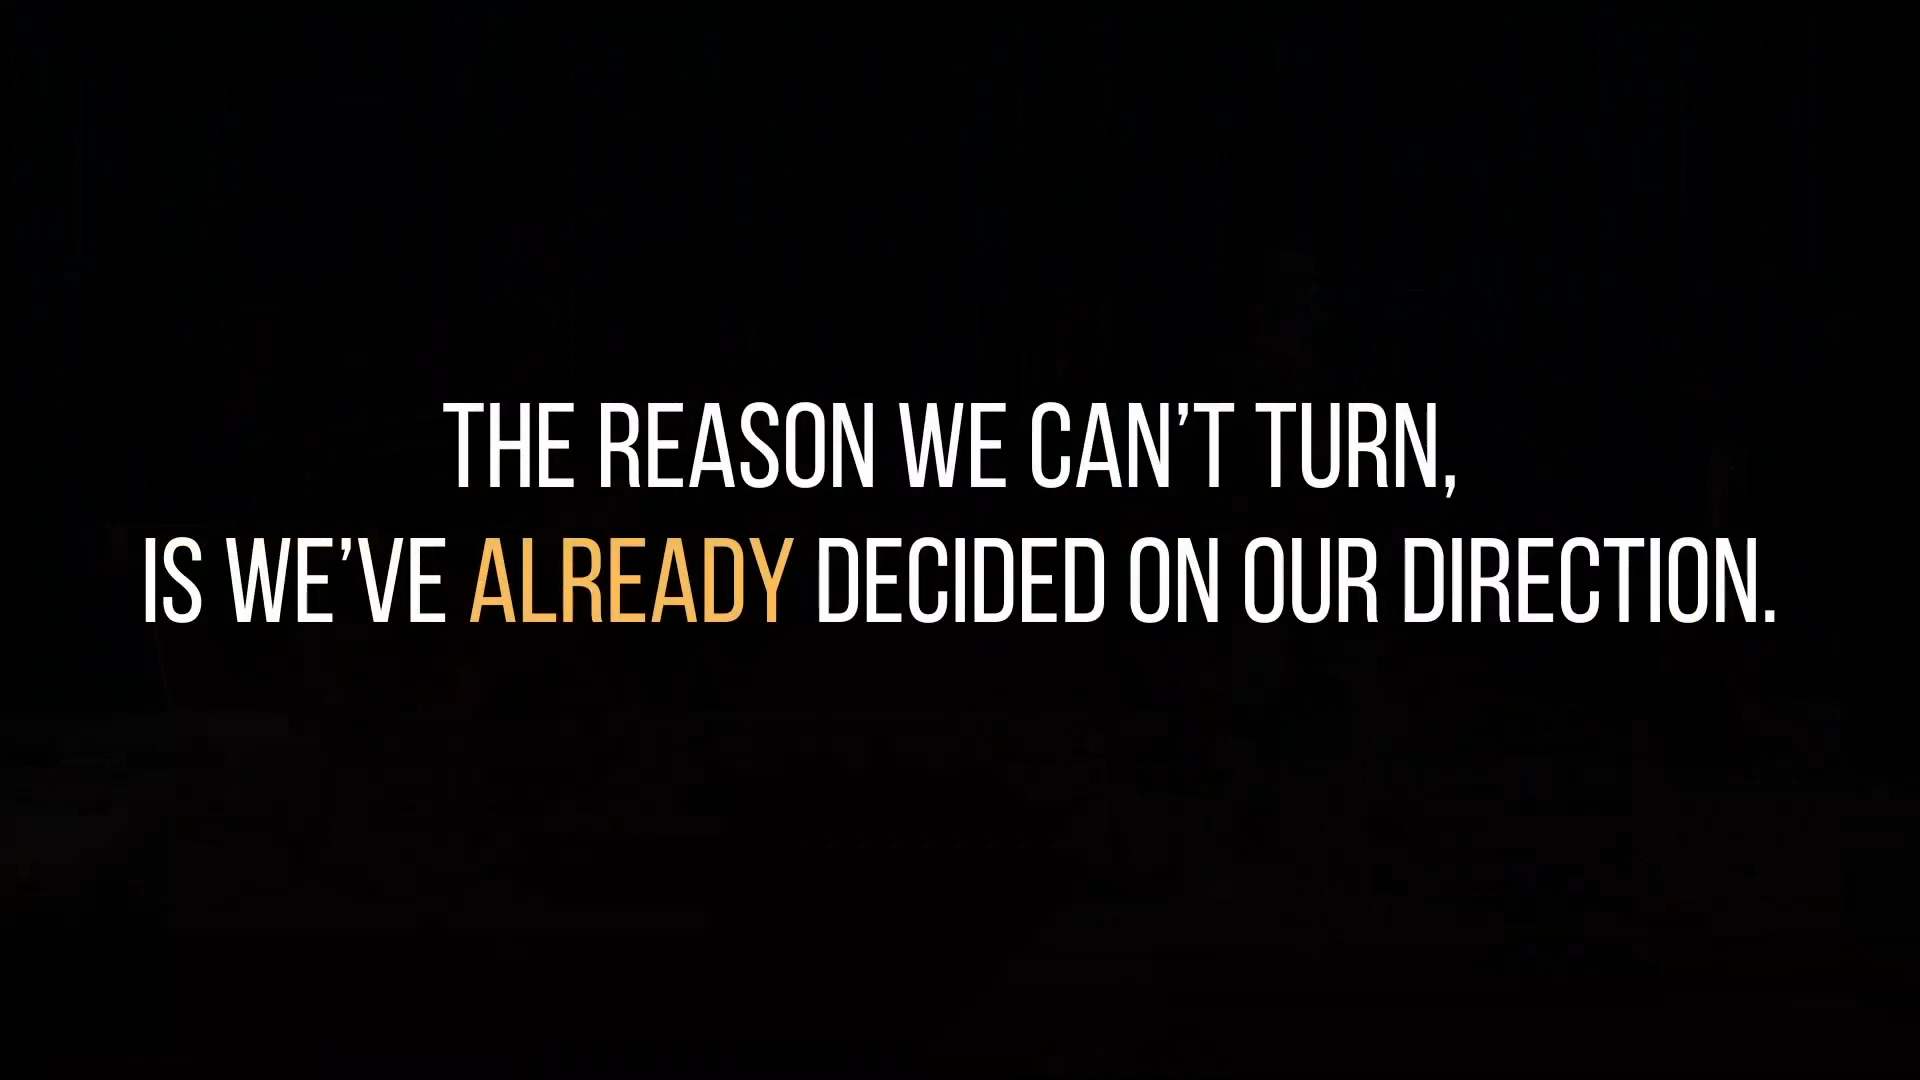 THE REASON WE CAN’T TURN,
IS WE’VE ALREADY DECIDED ON OUR DIRECTION.